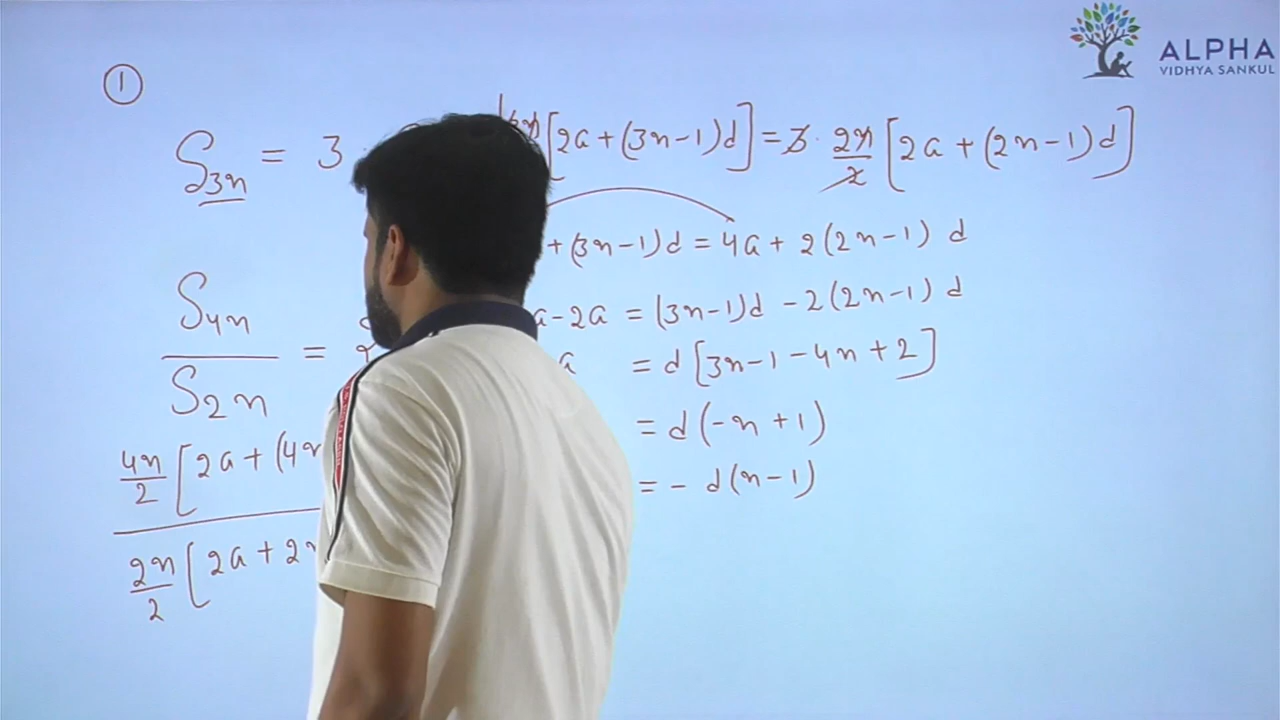 ALPHA
VIDHYA SANKUL
①
S₃ₙ = 3 [2a + (3n-1)d] = 3 · 2n/2 [2a + (2n-1)d]
+ (3n-1)d = 4a + 2(2n-1) d
a - 2a = (3n-1)d - 2(2n-1) d
S₄ₙ/S₂ₙ =
a = d[3n-1-4n+2]
= d(-n+1)
= - d(n-1)
4n/2 [2a + (4n
2n/2 [2a + 2n